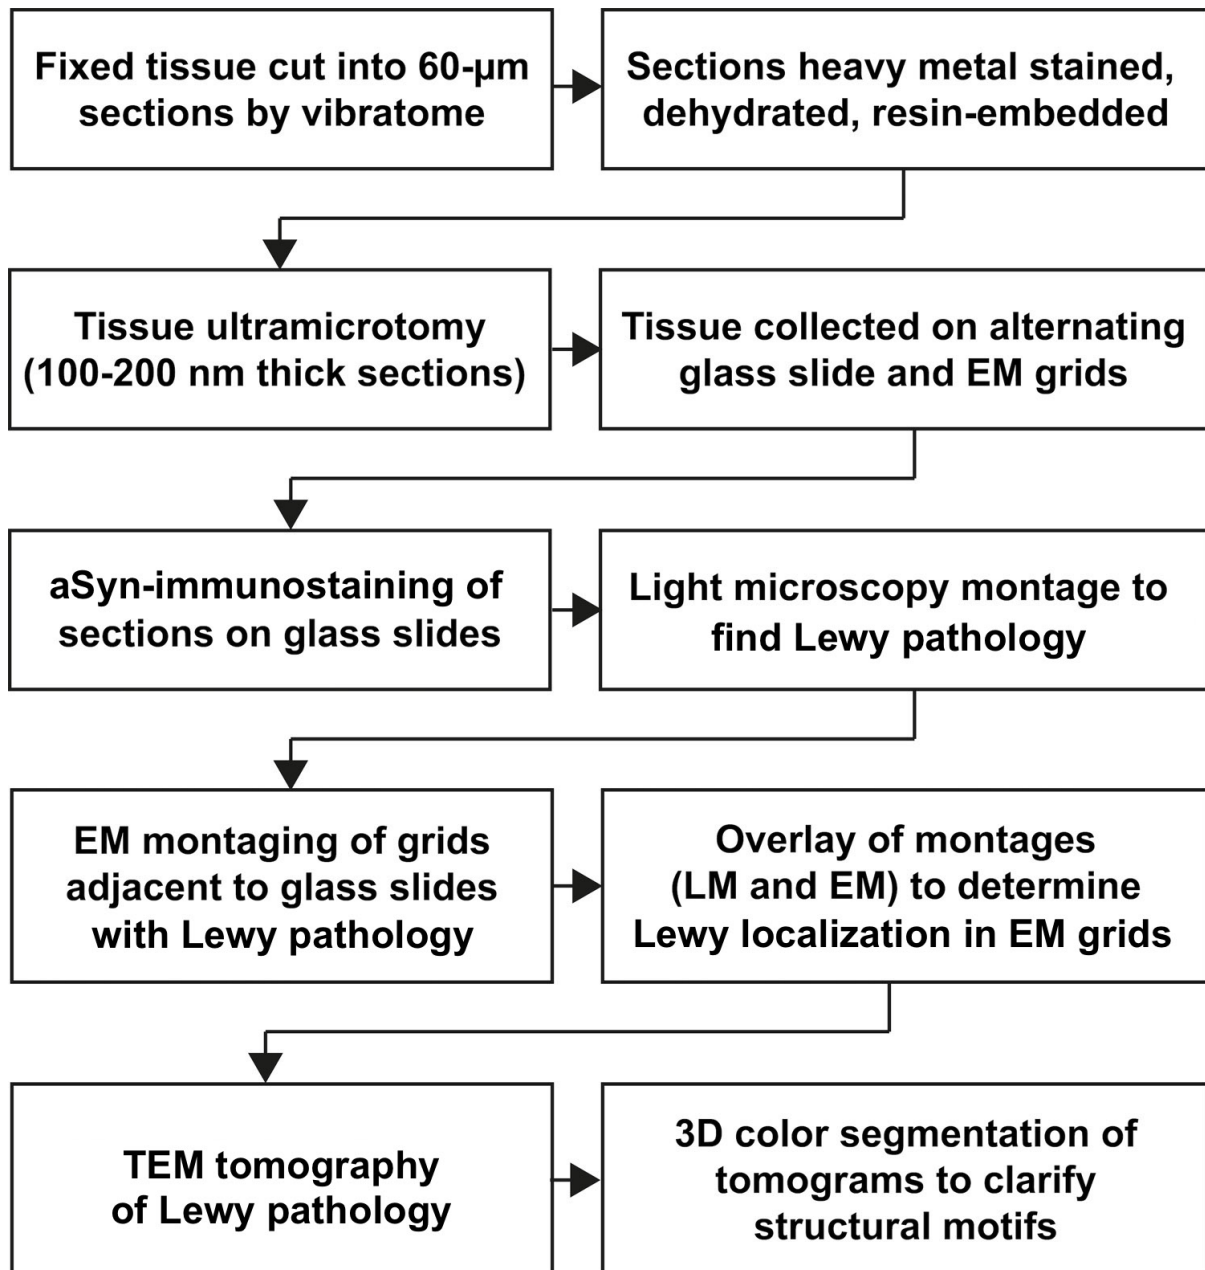 Fixed tissue cut into 60-µm
sections by vibratome
Sections heavy metal stained,
dehydrated, resin-embedded
Tissue ultramicrotomy
(100-200 nm thick sections)
Tissue collected on alternating
glass slide and EM grids
aSyn-immunostaining of
sections on glass slides
Light microscopy montage to
find Lewy pathology
EM montaging of grids
adjacent to glass slides
with Lewy pathology
Overlay of montages
(LM and EM) to determine
Lewy localization in EM grids
TEM tomography
of Lewy pathology
3D color segmentation of
tomograms to clarify
structural motifs